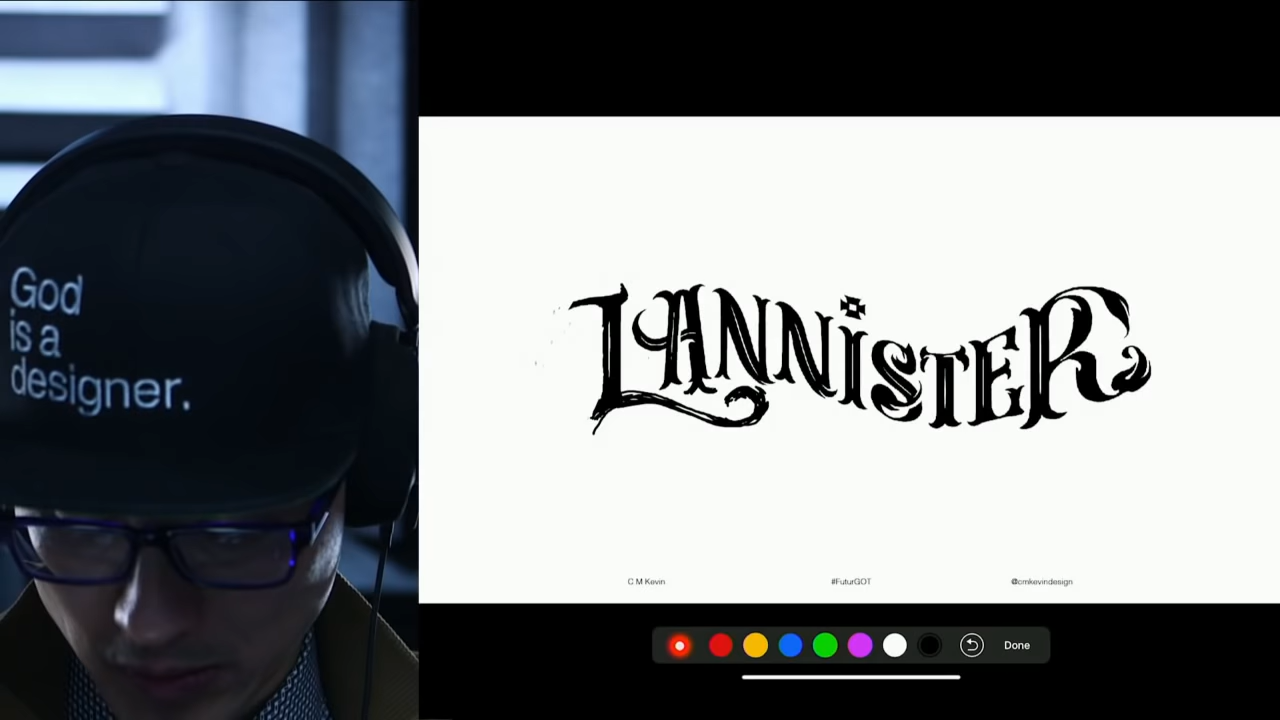 God
is a
designer.
LANNiSTER
C M Kevin
#FuturGOT
@cmkevindesign
Done